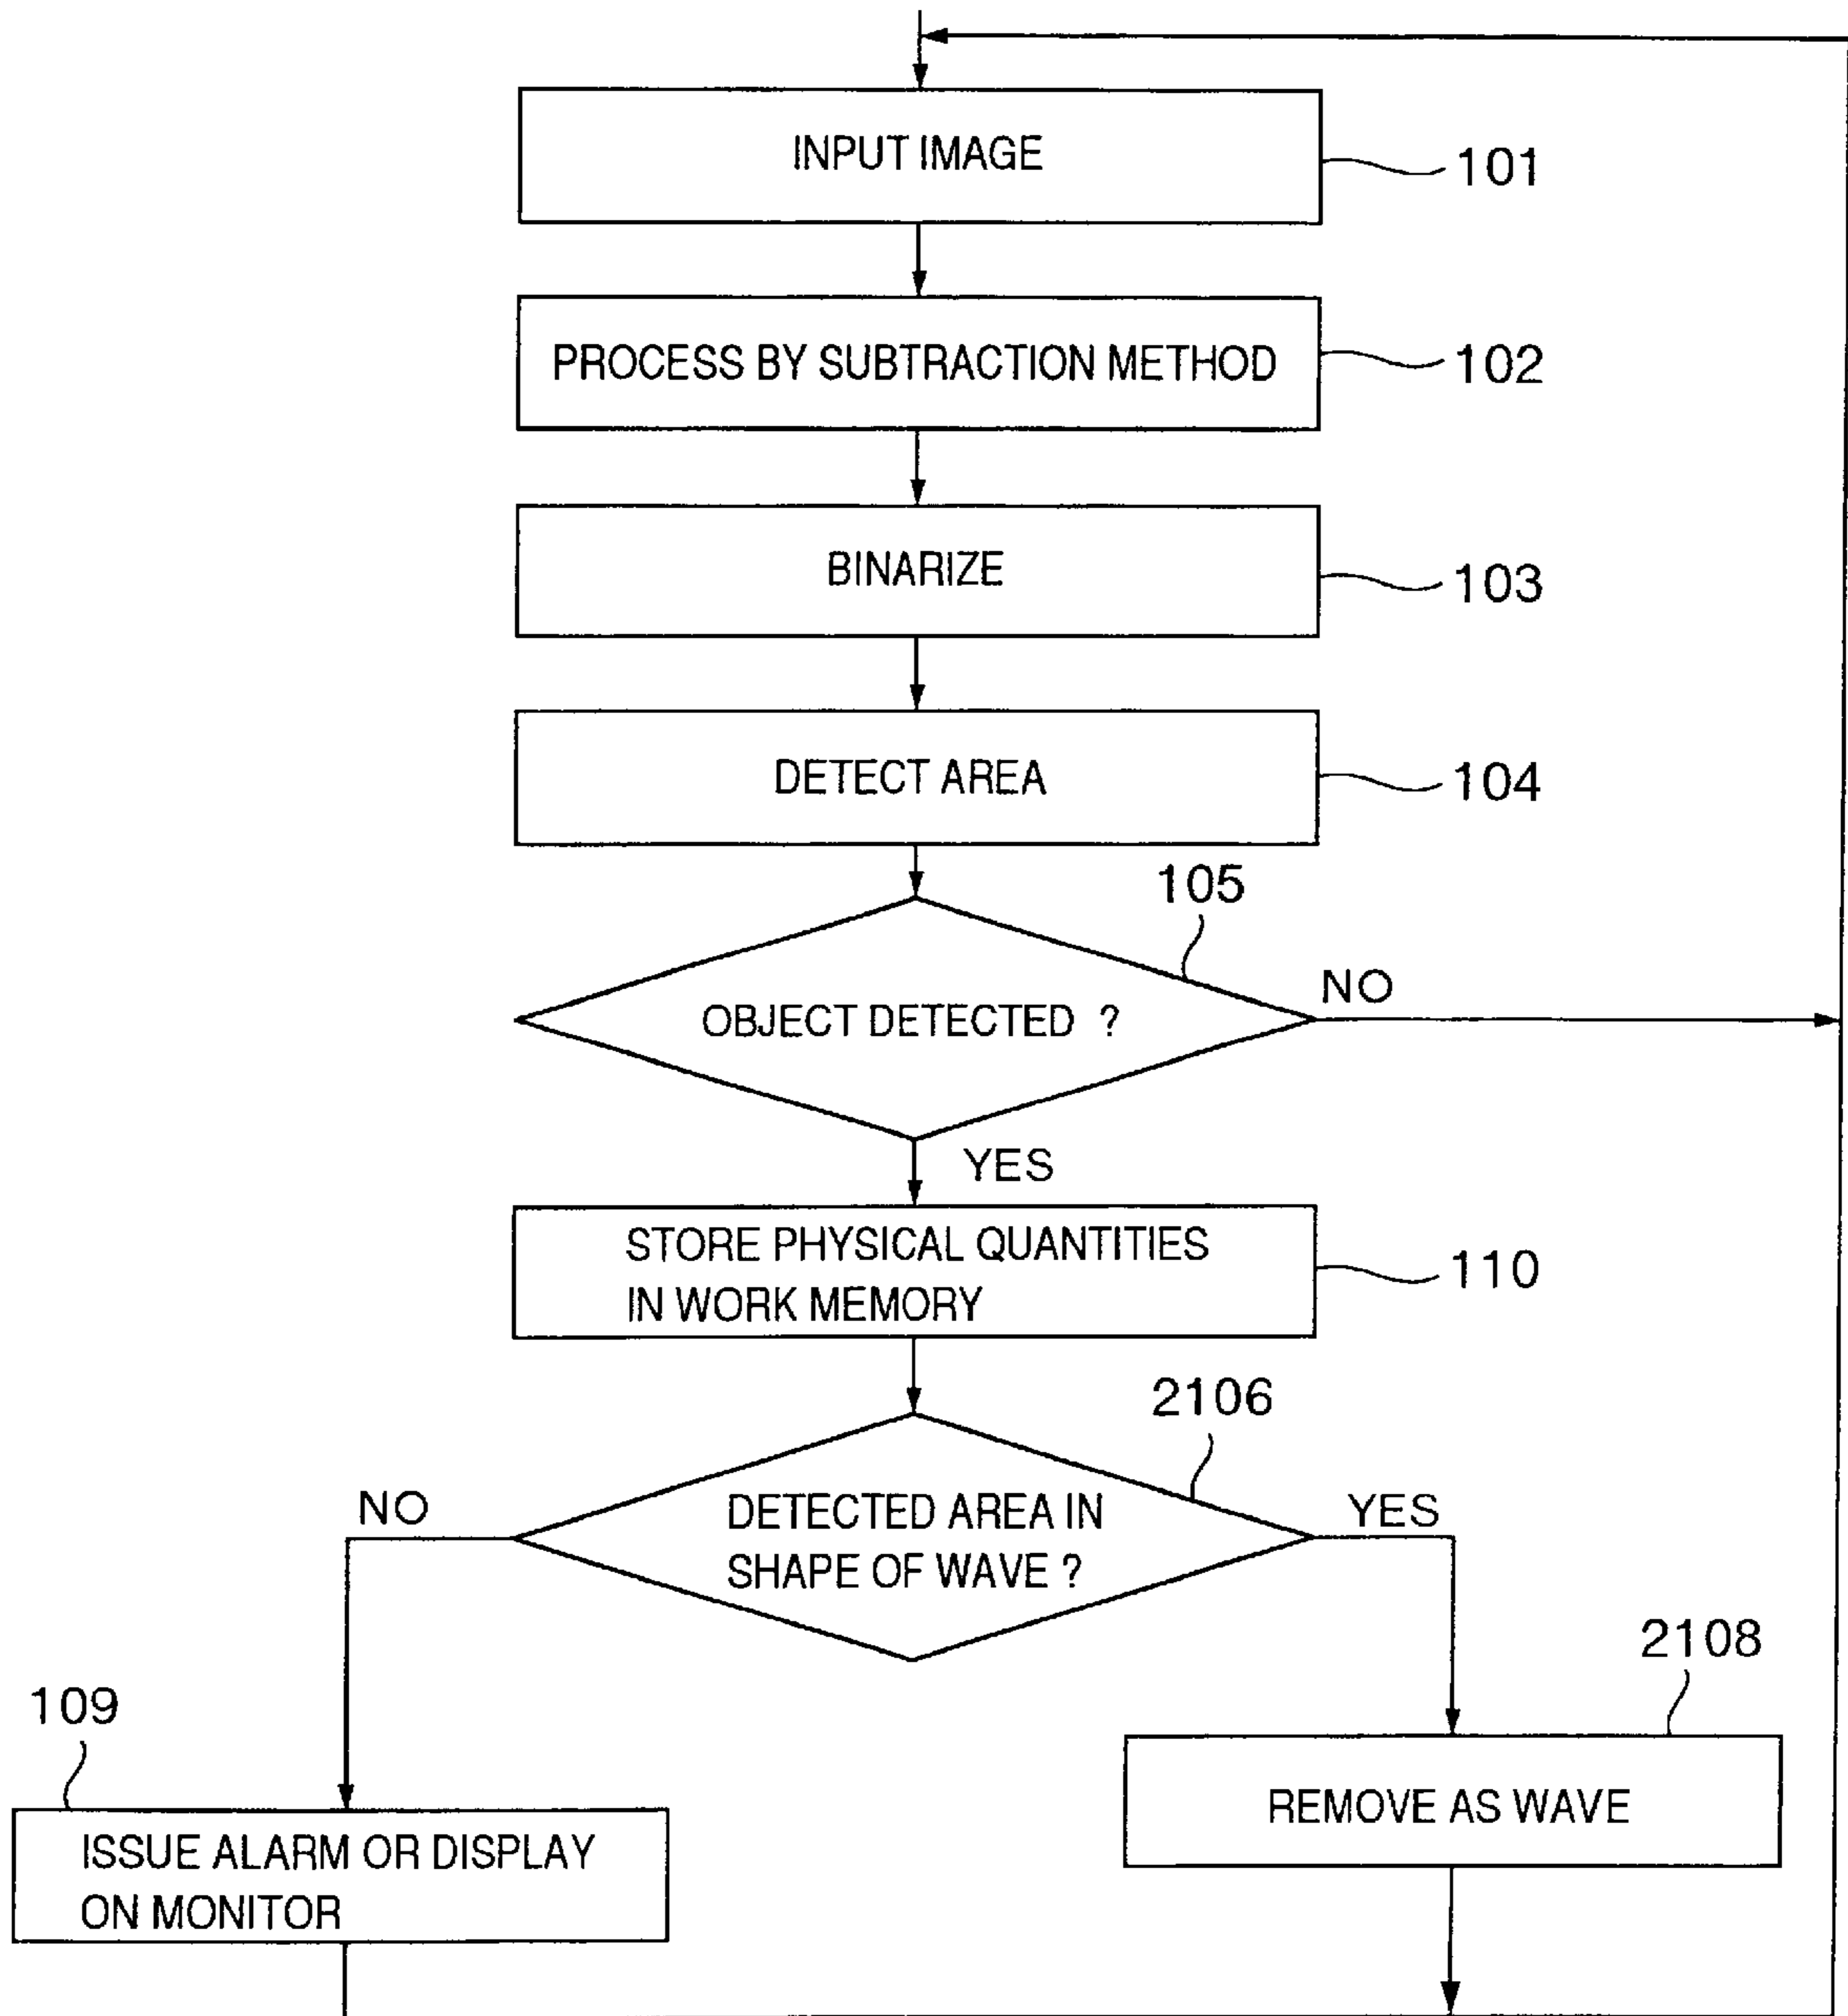 INPUT IMAGE
101
PROCESS BY SUBTRACTION METHOD
102
BINARIZE
103
DETECT AREA
104
105
OBJECT DETECTED ?
NO
YES
STORE PHYSICAL QUANTITIES
IN WORK MEMORY
110
2106
NO
DETECTED AREA IN
SHAPE OF WAVE ?
YES
2108
109
REMOVE AS WAVE
ISSUE ALARM OR DISPLAY
ON MONITOR